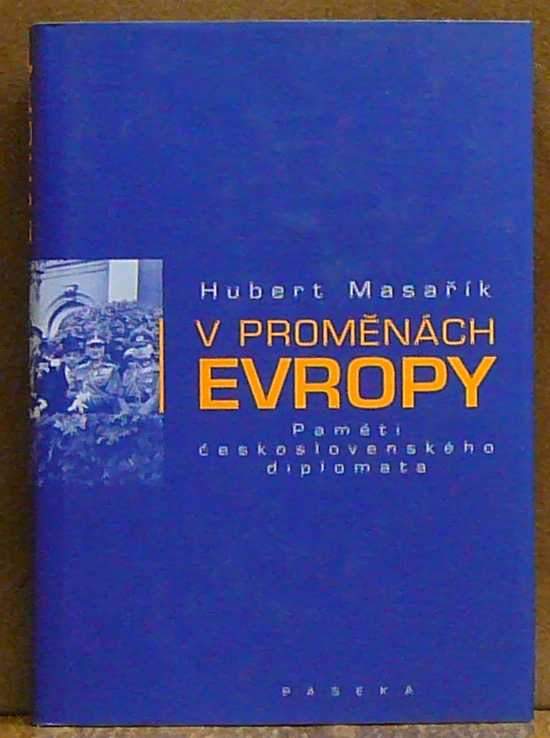 Hubert Masařík
V PROMĚNÁCH
EVROPY
Paměti
československého
diplomata
PASEKA